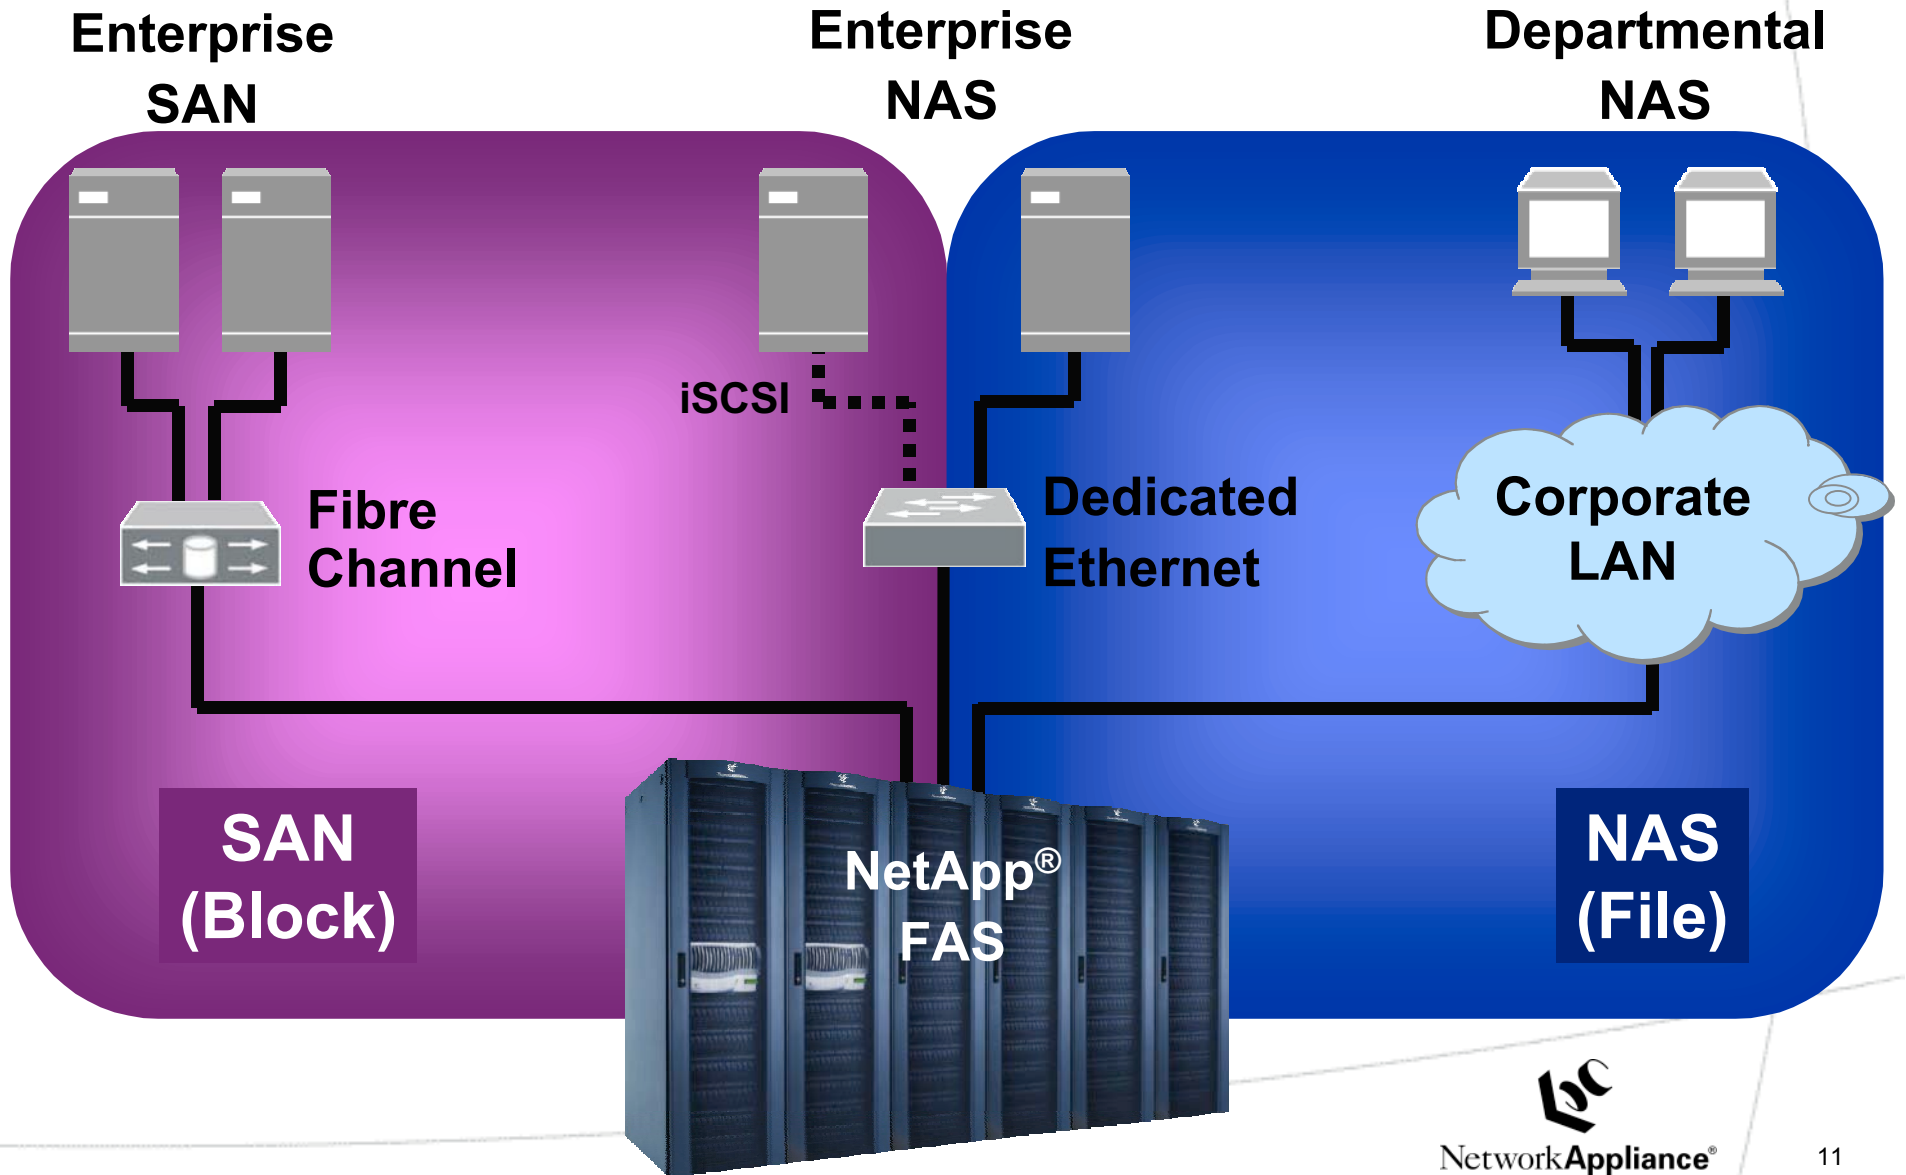 Enterprise
SAN
Enterprise
NAS
Departmental
NAS
iSCSI
Fibre
Channel
Dedicated
Ethernet
Corporate
LAN
SAN
(Block)
NetApp®
FAS
NAS
(File)
NetworkAppliance®
11